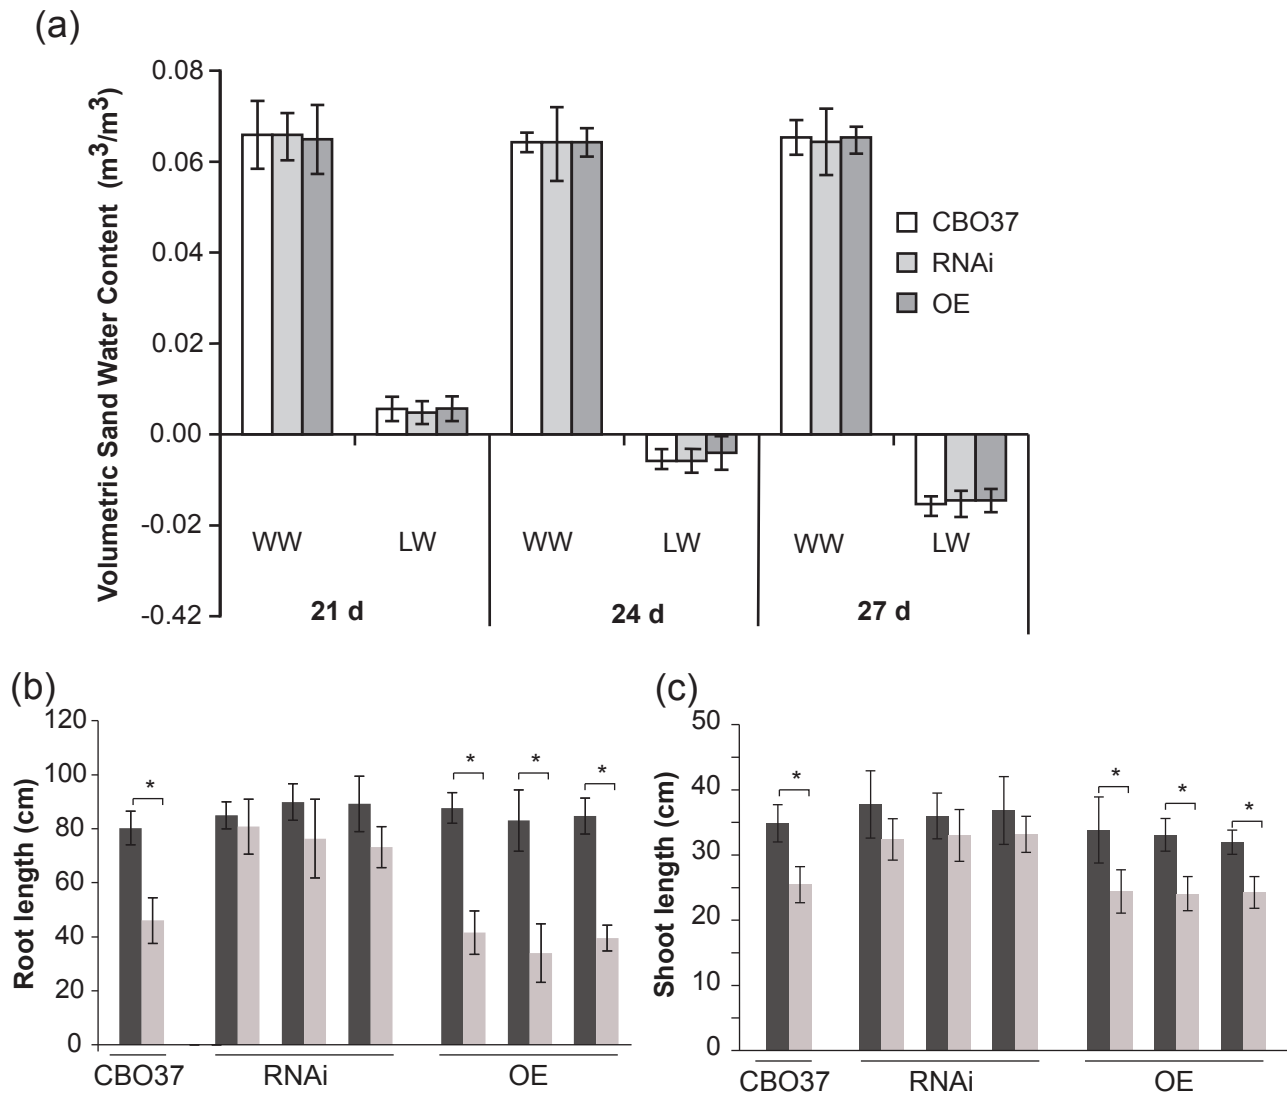 (a)
Volumetric Sand Water Content (m³/m³)
0.08
0.06
0.04
0.02
0.00
-0.02
-0.42
CBO37
RNAi
OE
WW LW WW LW WW LW
21 d 24 d 27 d
(b)
Root length (cm)
120
100
80
60
40
20
0
* * * *
CBO37 RNAi OE
(c)
Shoot length (cm)
50
40
30
20
10
0
* * * *
CBO37 RNAi OE